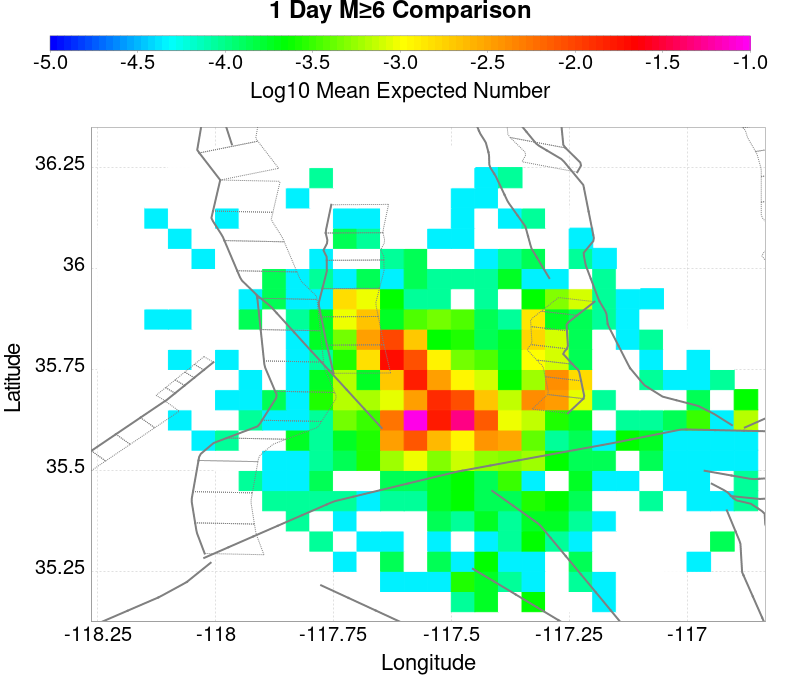 1 Day M≥6 Comparison
-5.0 -4.5 -4.0 -3.5 -3.0 -2.5 -2.0 -1.5 -1.0
Log10 Mean Expected Number
36.25
36
35.75
35.5
35.25
Latitude
-118.25 -118 -117.75 -117.5 -117.25 -117
Longitude